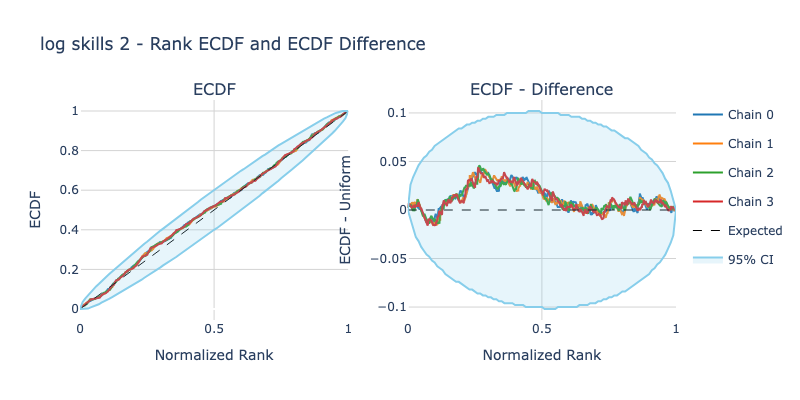 log skills 2 - Rank ECDF and ECDF Difference
ECDF
ECDF
1
0.8
0.6
0.4
0.2
0
0
0.5
1
Normalized Rank
ECDF - Difference
ECDF - Uniform
0.1
0.05
0
−0.05
−0.1
0
0.5
1
Normalized Rank
Chain 0
Chain 1
Chain 2
Chain 3
Expected
95% CI